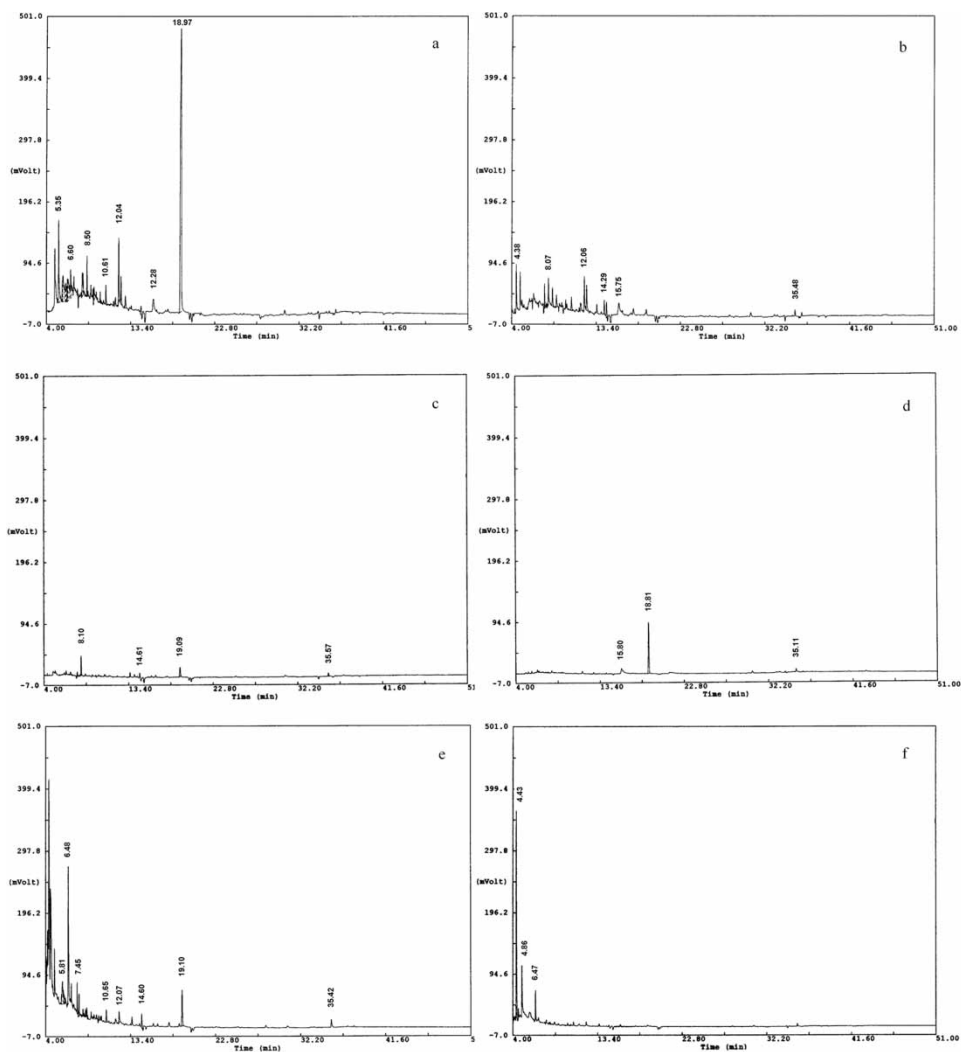 501.0
18.97
a
399.4
297.8
(mVolt)
196.2
5.35
6.60
8.50
10.61
12.04
12.28
94.6
-7.0
4.00 13.40 22.80 32.20 41.60 5
Time (min)
501.0
b
399.4
297.8
(mVolt)
196.2
94.6
4.38
8.07
12.06
14.29
15.75
35.48
-7.0
4.00 13.40 22.80 32.20 41.60 51.00
Time (min)
501.0
c
399.4
297.8
(mVolt)
196.2
94.6
8.10
14.61
19.09
35.57
-7.0
4.00 13.40 22.80 32.20 41.60 51
Time (min)
501.0
d
399.4
297.8
(mVolt)
196.2
94.6
15.80
18.81
35.11
-7.0
4.00 13.40 22.80 32.20 41.60 51.00
Time (min)
501.0
e
399.4
297.8
(mVolt)
196.2
94.6
5.81
6.48
7.45
10.65
12.07
14.60
19.10
35.42
-7.0
4.00 13.40 22.80 32.20 41.60 5
Time (min)
501.0
f
399.4
4.43
297.8
(mVolt)
196.2
4.86
94.6
6.47
-7.0
4.00 13.40 22.80 32.20 41.60 51.00
Time (min)